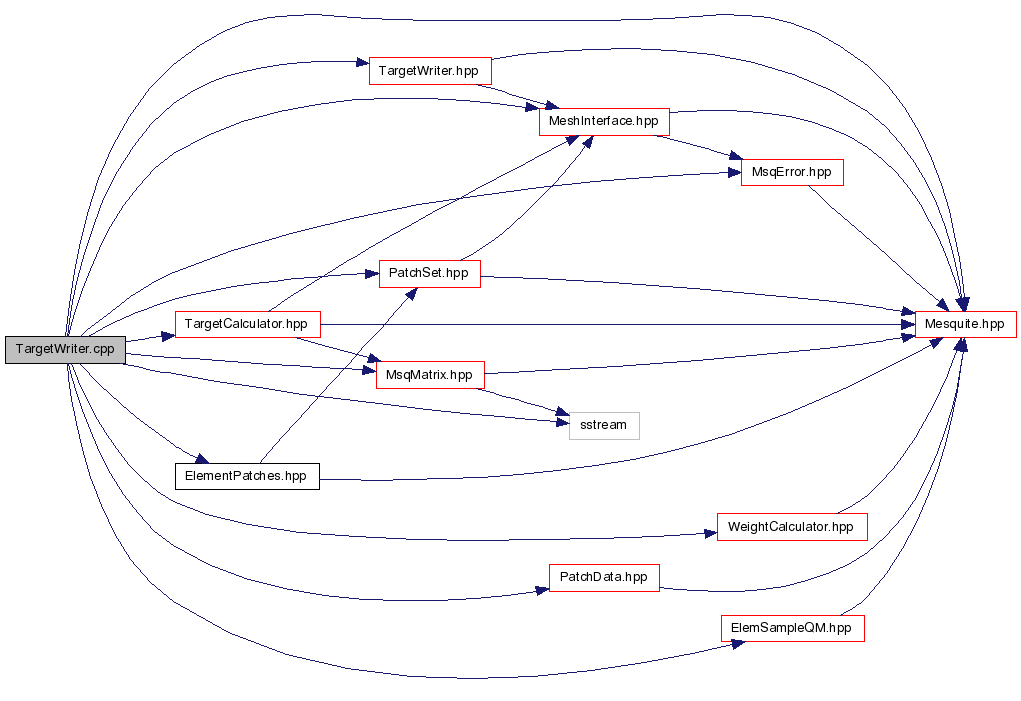 TargetWriter.hpp
MeshInterface.hpp
MsqError.hpp
PatchSet.hpp
TargetCalculator.hpp
Mesquite.hpp
TargetWriter.cpp
MsqMatrix.hpp
sstream
ElementPatches.hpp
WeightCalculator.hpp
PatchData.hpp
ElemSampleQM.hpp